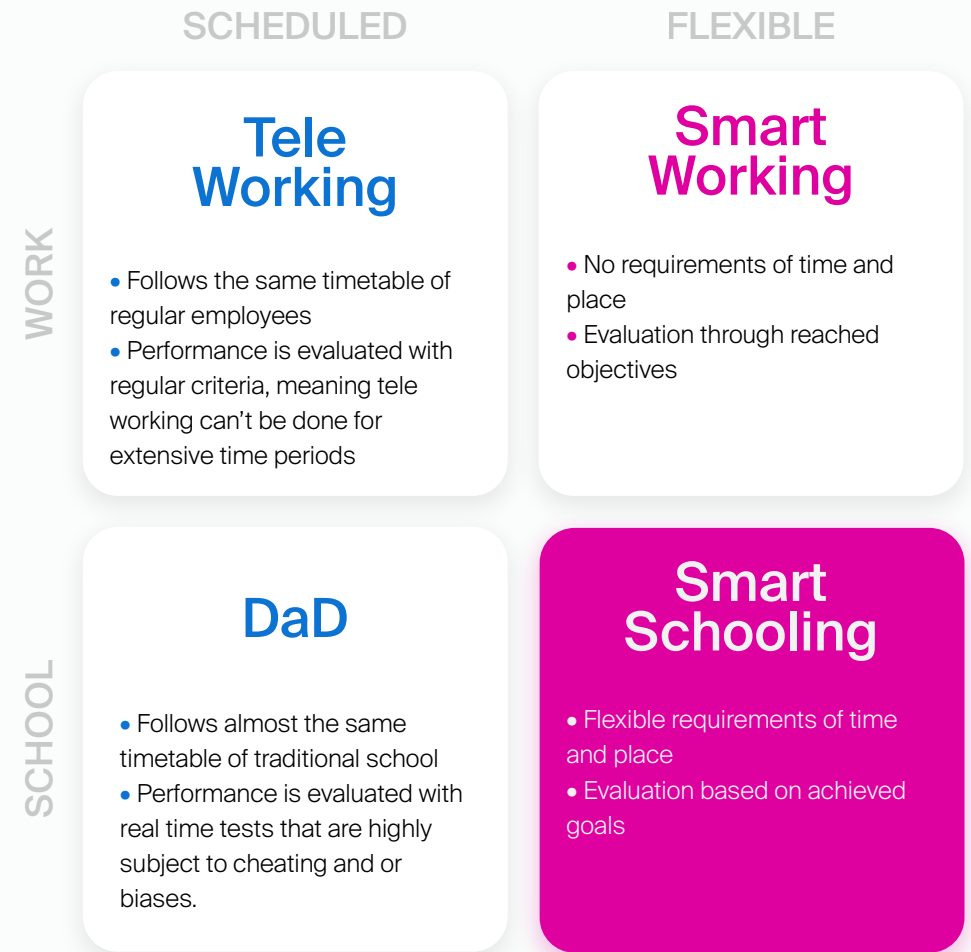 SCHEDULED
FLEXIBLE
WORK
Tele
Working
• Follows the same timetable of
regular employees
• Performance is evaluated with
regular criteria, meaning tele
working can’t be done for
extensive time periods
Smart
Working
• No requirements of time and
place
• Evaluation through reached
objectives
SCHOOL
DaD
• Follows almost the same
timetable of traditional school
• Performance is evaluated with
real time tests that are highly
subject to cheating and or
biases.
Smart
Schooling
• Flexible requirements of time
and place
• Evaluation based on achieved
goals